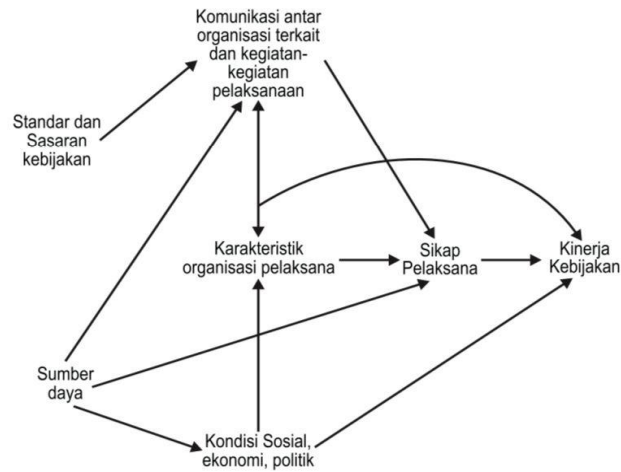 Komunikasi antar
organisasi terkait
dan kegiatan-
kegiatan
pelaksanaan
Standar dan
Sasaran
kebijakan
Karakteristik
organisasi pelaksana
Sikap
Pelaksana
Kinerja
Kebijakan
Sumber
daya
Kondisi Sosial,
ekonomi, politik